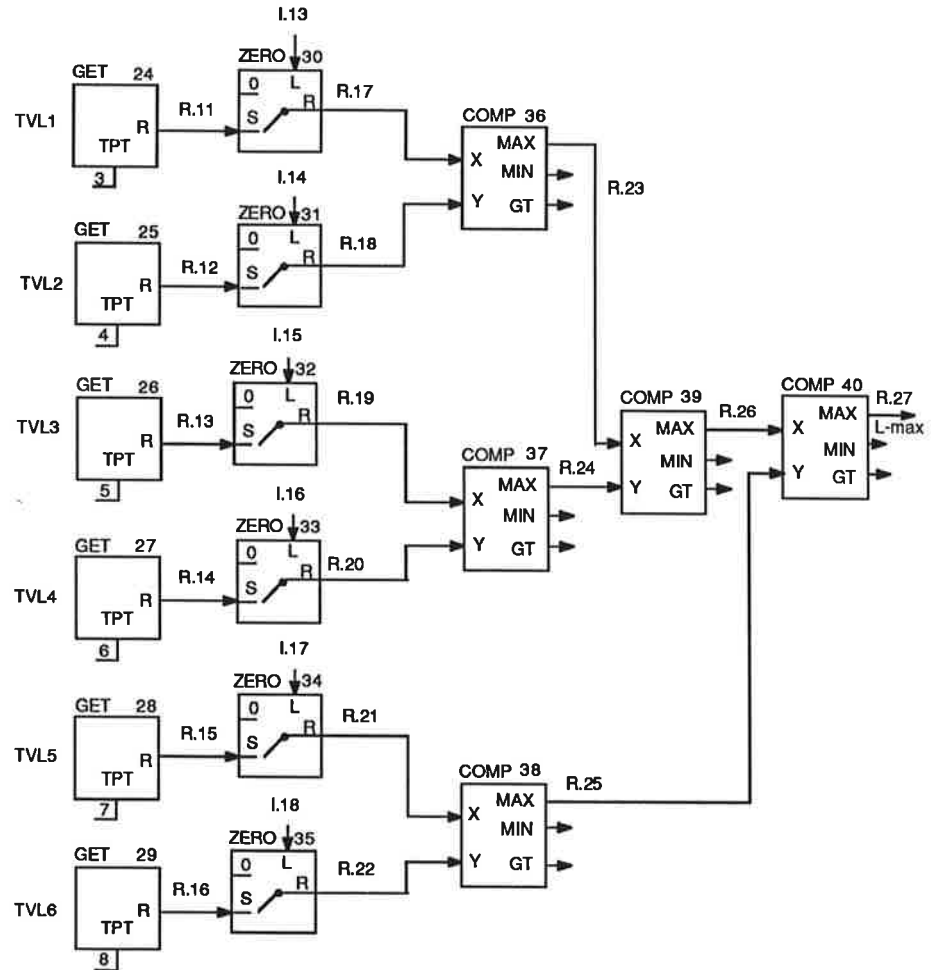 I.13
ZERO 30
0 L
R R.17
S
GET 24
TVL1
R R.11
TPT
3
COMP 36
X MAX
MIN
Y GT
R.23
I.14
ZERO 31
0 L
R R.18
S
GET 25
TVL2
R R.12
TPT
4
I.15
ZERO 32
0 L
R R.19
S
GET 26
TVL3
R R.13
TPT
5
COMP 37
X MAX
MIN
Y GT
R.24
I.16
ZERO 33
0 L
R R.20
S
GET 27
TVL4
R R.14
TPT
6
COMP 39
X MAX
MIN
Y GT
R.26
COMP 40
X MAX
MIN
Y GT
R.27
L-max
I.17
ZERO 34
0 L
R R.21
S
GET 28
TVL5
R R.15
TPT
7
COMP 38
X MAX
MIN
Y GT
R.25
I.18
ZERO 35
0 L
R R.22
S
GET 29
TVL6
R R.16
TPT
8